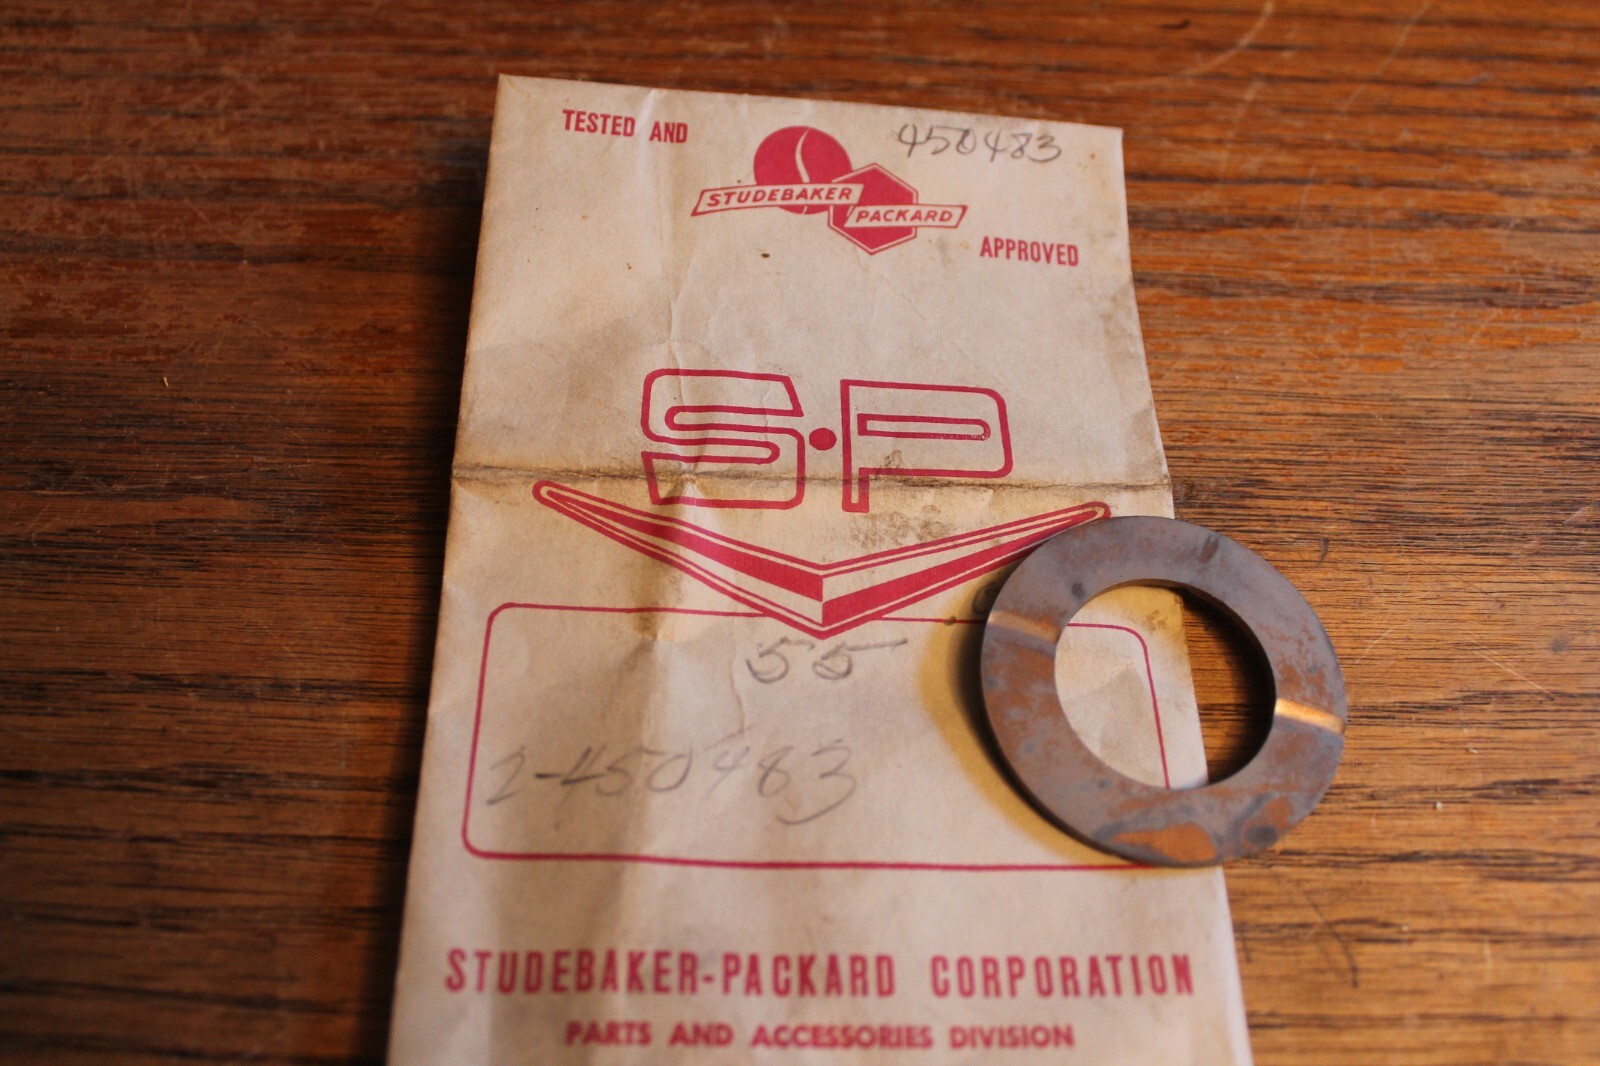 TESTED AND
450483
STUDEBAKER
PACKARD
APPROVED
S•P
55
2-450483
STUDEBAKER-PACKARD CORPORATION
PARTS AND ACCESSORIES DIVISION